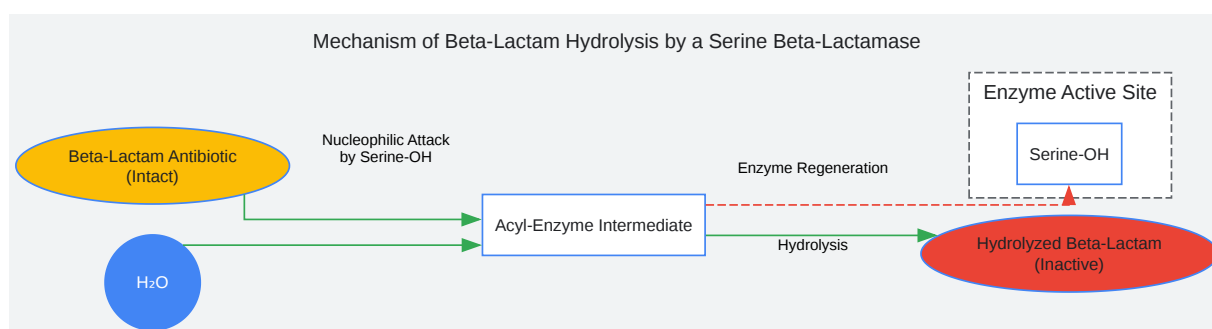 Mechanism of Beta-Lactam Hydrolysis by a Serine Beta-Lactamase
Enzyme Active Site
Serine-OH
Beta-Lactam Antibiotic
(Intact)
Nucleophilic Attack
by Serine-OH
Enzyme Regeneration
Acyl-Enzyme Intermediate
Hydrolysis
Hydrolyzed Beta-Lactam
(Inactive)
H₂O